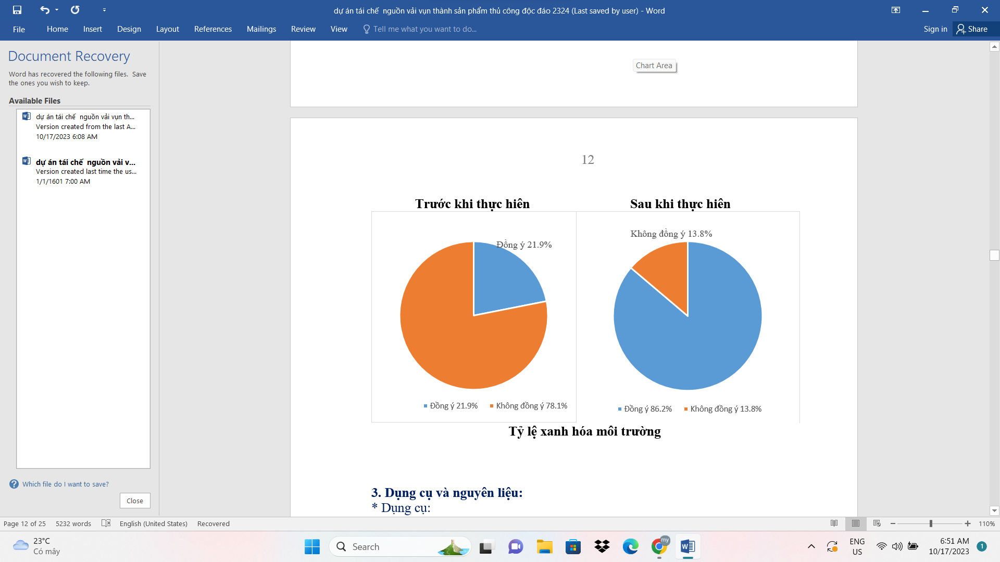 dự án tái chế  nguồn vải vụn thành sản phẩm thủ công độc đáo 2324 (Last saved by user) - Word
File Home Insert Design Layout References Mailings Review View Tell me what you want to do... Sign in Share
Document Recovery
Word has recovered the following files.  Save
the ones you wish to keep.
Available Files
dự án tái chế  nguồn vải vụn th...
Version created from the last A...
10/17/2023 6:08 AM
dự án tái chế  nguồn vải v...
Version created last time the us...
1/1/1601 7:00 AM
Which file do I want to save?
Close
Chart Area
12
Trước khi thực hiên
Sau khi thực hiên
Đồng ý 21.9%
Đồng ý 21.9% Không đồng ý 78.1%
Không đồng ý 13.8%
Đồng ý 86.2% Không đồng ý 13.8%
Tỷ lệ xanh hóa môi trường
3. Dụng cụ và nguyên liệu:
* Dụng cụ:
Page 12 of 25 5232 words English (United States) Recovered 110%
23°C
Có mây
Search
my
ENG
US
6:51 AM
10/17/2023
1